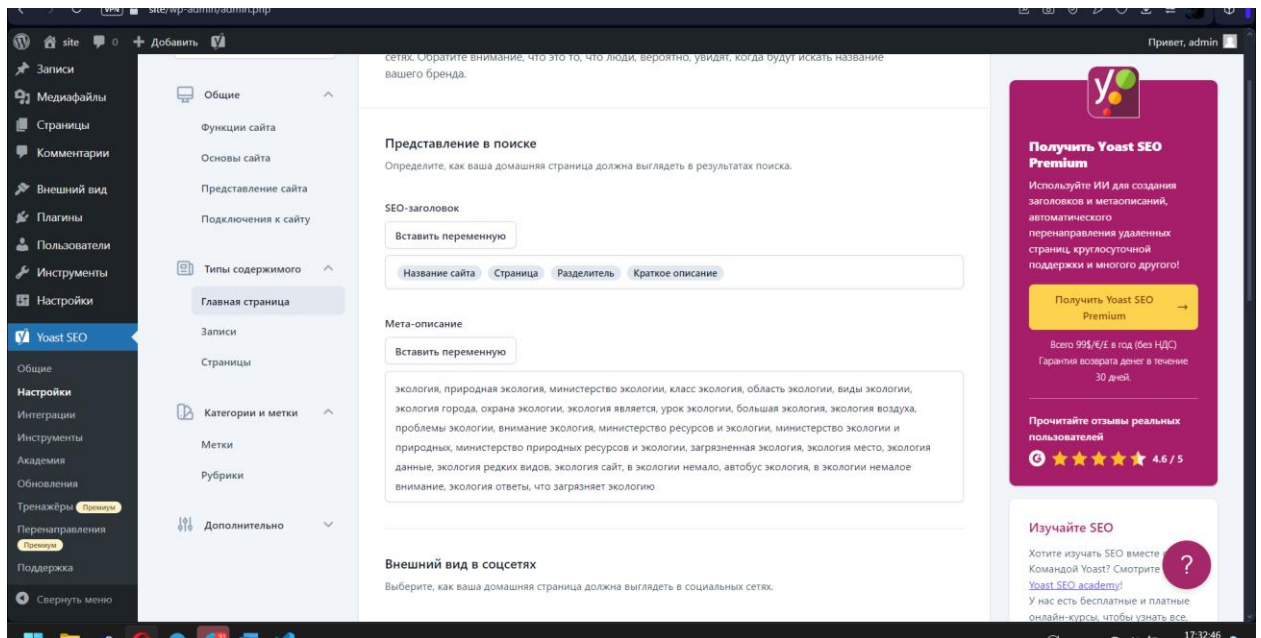 VPN
site/wp-admin/admin.php
site
0
Добавить
Привет, admin
Записи
Медиафайлы
Страницы
Комментарии
Внешний вид
Плагины
Пользователи
Инструменты
Настройки
Yoast SEO
Общие
Настройки
Интеграции
Инструменты
Академия
Обновления
Тренажёры Премиум
Перенаправления
Премиум
Поддержка
Свернуть меню
Общие
Функции сайта
Основы сайта
Представление сайта
Подключения к сайту
Типы содержимого
Главная страница
Записи
Страницы
Категории и метки
Метки
Рубрики
Дополнительно
сетях. Обратите внимание, что это то, что люди, вероятно, увидят, когда будут искать название
вашего бренда.
Представление в поиске
Определите, как ваша домашняя страница должна выглядеть в результатах поиска.
SEO-заголовок
Вставить переменную
Название сайта Страница Разделитель Краткое описание
Мета-описание
Вставить переменную
экология, природная экология, министерство экологии, класс экология, область экологии, виды экологии,
экология города, охрана экологии, экология является, урок экологии, большая экология, экология воздуха,
проблемы экологии, внимание экология, министерство ресурсов и экологии, министерство экологии и
природных, министерство природных ресурсов и экологии, загрязненная экология, экология место, экология
данные, экология редких видов, экология сайт, в экологии немало, автобус экология, в экологии немалое
внимание, экология ответы, что загрязняет экологию
Внешний вид в соцсетях
Выберите, как ваша домашняя страница должна выглядеть в социальных сетях.
Получить Yoast SEO
Premium
Используйте ИИ для создания
заголовков и метаописаний,
автоматического
перенаправления удаленных
страниц, круглосуточной
поддержки и многого другого!
Получить Yoast SEO
Premium →
Всего 99$/€/£ в год (без НДС)
Гарантия возврата денег в течение
30 дней.
Прочитайте отзывы реальных
пользователей
4.6 / 5
Изучайте SEO
Хотите изучать SEO вместе
Командой Yoast? Смотрите
Yoast SEO academy!
У нас есть бесплатные и платные
онлайн-курсы, чтобы узнать все,
?
17:32:46